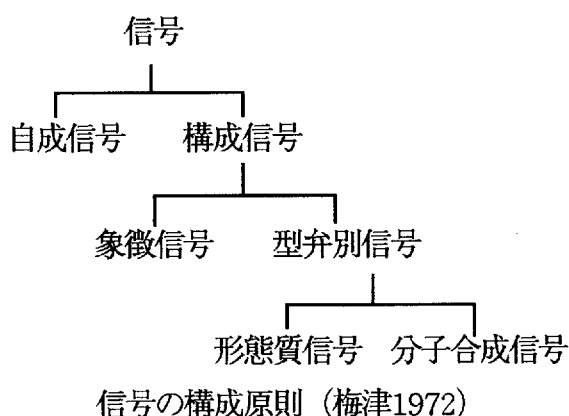 信号
自成信号 構成信号
象徴信号 型弁別信号
形態質信号 分子合成信号
信号の構成原則（梅津1972）